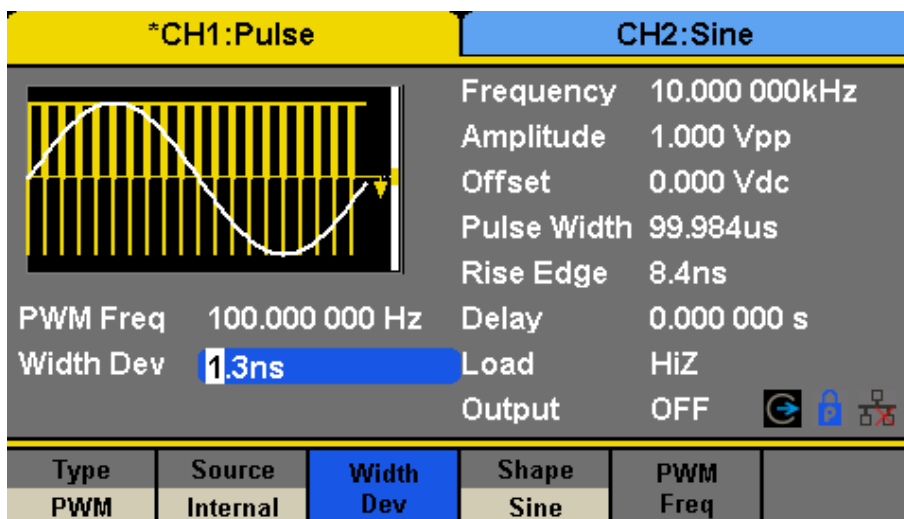 *CH1:Pulse
CH2:Sine
Frequency 10.000 000kHz
Amplitude 1.000 Vpp
Offset 0.000 Vdc
Pulse Width 99.984us
Rise Edge 8.4ns
PWM Freq 100.000 000 Hz
Delay 0.000 000 s
Width Dev 1.3ns
Load HiZ
Output OFF
P
Type
PWM
Source
Internal
Width
Dev
Shape
Sine
PWM
Freq